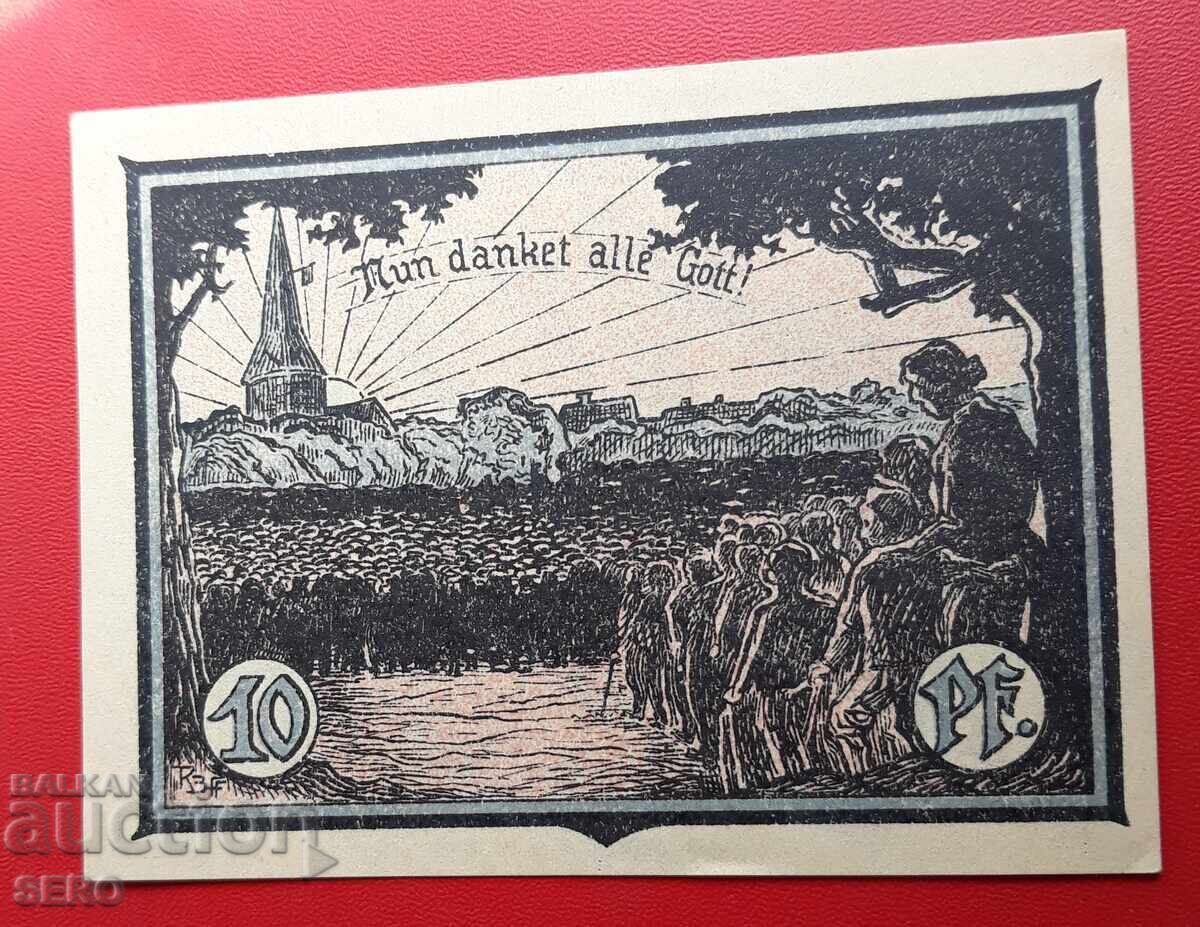 Nun danket alle Gott!
10
Pf.
BALKAN
auction
SERO